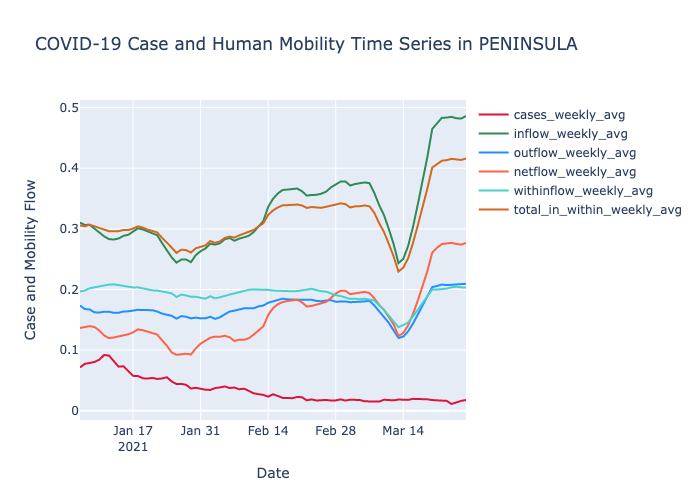 COVID-19 Case and Human Mobility Time Series in PENINSULA
0.5
0.4
0.3
0.2
0.1
0
Case and Mobility Flow
Jan 17
2021
Jan 31
Feb 14
Feb 28
Mar 14
Date
cases_weekly_avg
inflow_weekly_avg
outflow_weekly_avg
netflow_weekly_avg
withinflow_weekly_avg
total_in_within_weekly_avg